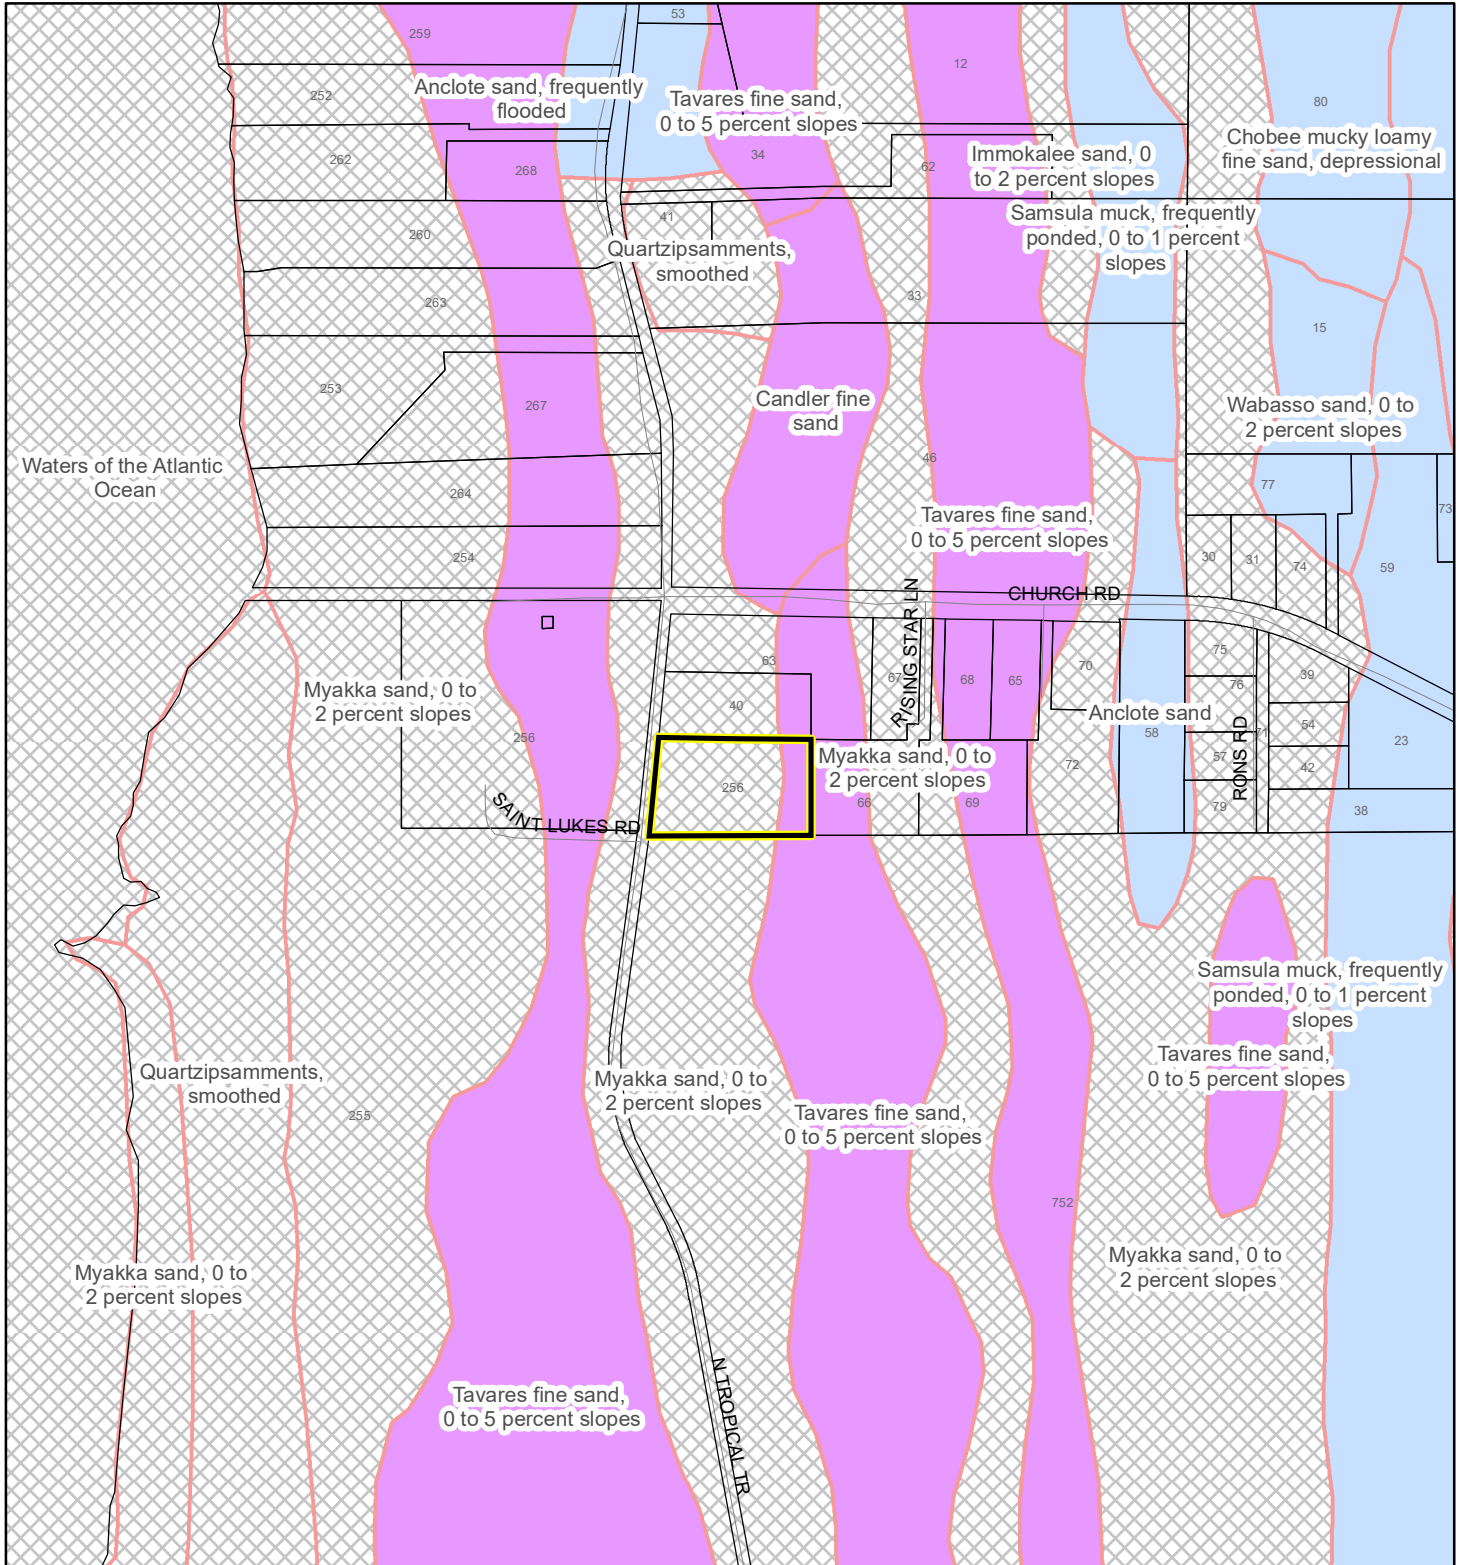 53
259
12
252
Anclote sand, frequently
flooded
Tavares fine sand,
0 to 5 percent slopes
80
Chobee mucky loamy
fine sand, depressional
262
268
34
62
Immokalee sand, 0
to 2 percent slopes
41
Samsula muck, frequently
ponded, 0 to 1 percent
slopes
260
Quartzipsamments,
smoothed
263
33
15
253
267
Candler fine
sand
Wabasso sand, 0 to
2 percent slopes
Waters of the Atlantic
Ocean
46
264
77
73
Tavares fine sand,
0 to 5 percent slopes
254
30
31
74
59
CHURCH RD
RISING STAR LN
63
67
68
65
70
75
76
39
Myakka sand, 0 to
2 percent slopes
40
Anclote sand
58
54
71
57
23
256
256
Myakka sand, 0 to
2 percent slopes
72
42
RONS RD
SAINT LUKES RD
66
69
79
38
Samsula muck, frequently
ponded, 0 to 1 percent
slopes
Tavares fine sand,
0 to 5 percent slopes
Quartzipsamments,
smoothed
Myakka sand, 0 to
2 percent slopes
255
Tavares fine sand,
0 to 5 percent slopes
752
Myakka sand, 0 to
2 percent slopes
Myakka sand, 0 to
2 percent slopes
Tavares fine sand,
0 to 5 percent slopes
N TROPICAL TR